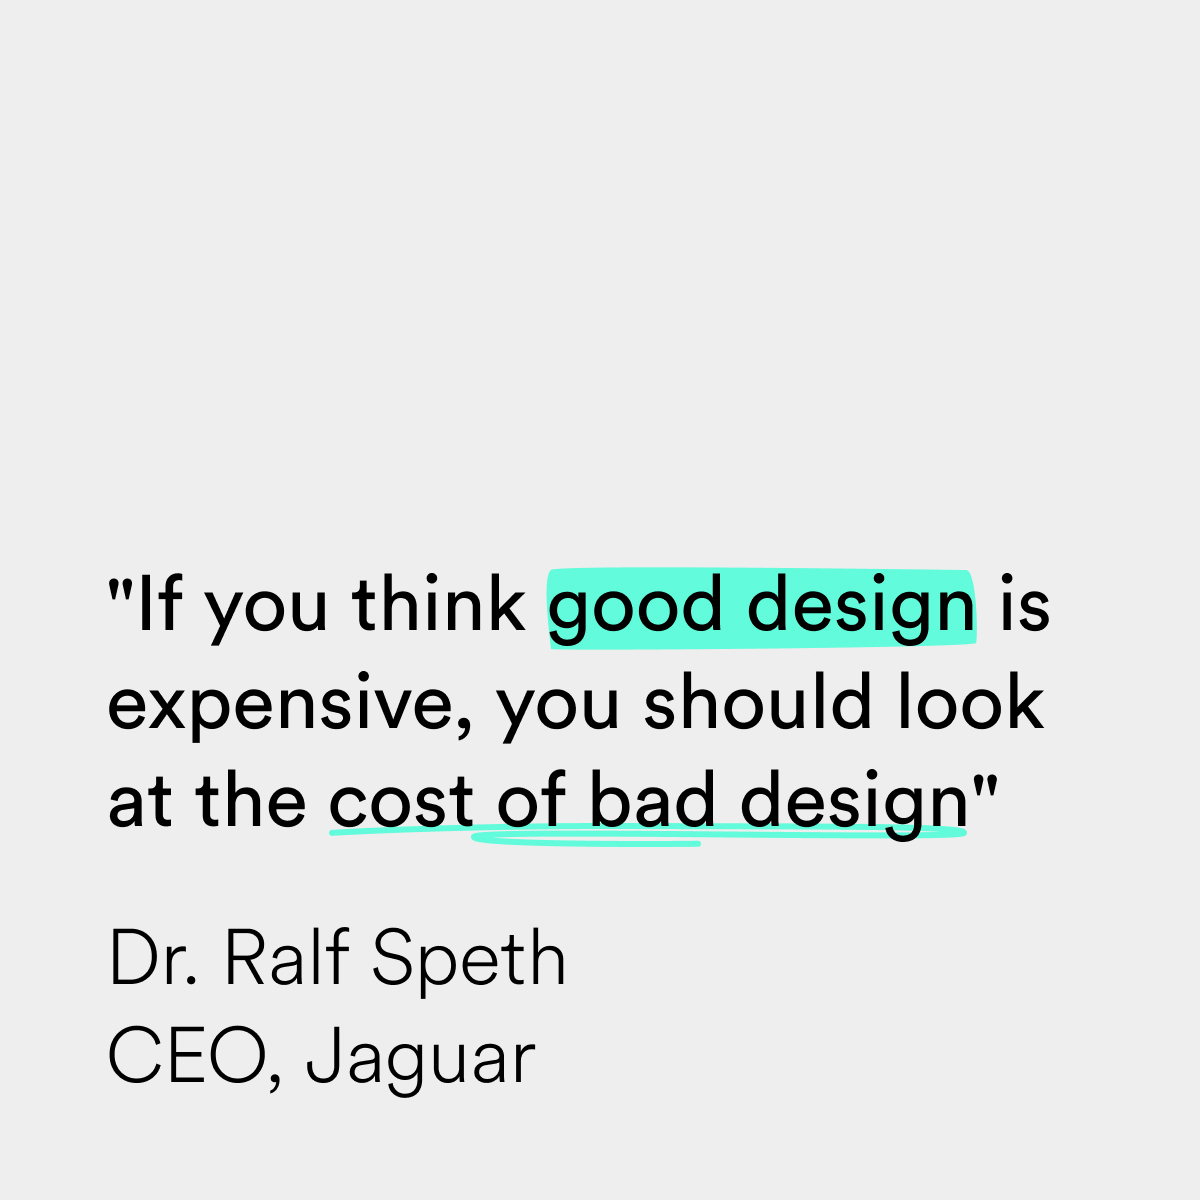 "If you think good design is
expensive, you should look
at the cost of bad design"
Dr. Ralf Speth
CEO, Jaguar